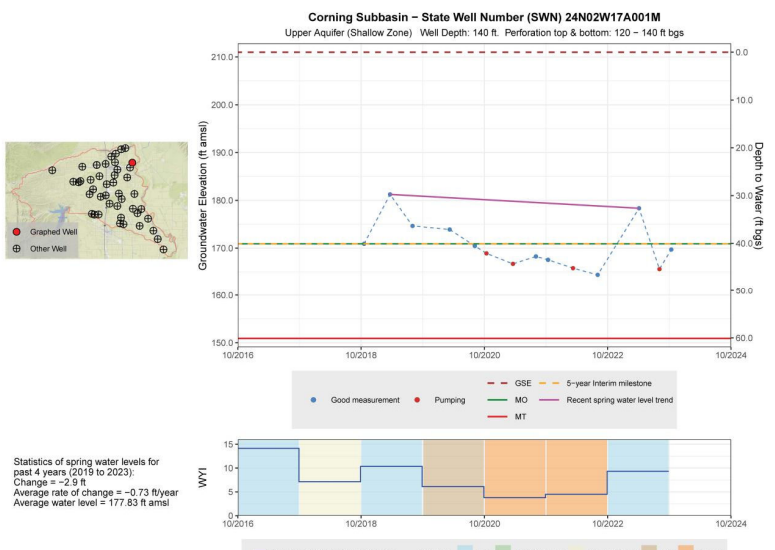 Corning Subbasin − State Well Number (SWN) 24N02W17A001M
Upper Aquifer (Shallow Zone) Well Depth: 140 ft. Perforation top & bottom: 120 − 140 ft bgs
Groundwater Elevation (ft amsl)
210.0
200.0
190.0
180.0
170.0
160.0
150.0
0.0
10.0
20.0
30.0
40.0
50.0
60.0
Depth to Water (ft bgs)
10/2016
10/2018
10/2020
10/2022
10/2024
Graphed Well
Other Well
Good measurement
Pumping
GSE
MO
MT
5−year Interim milestone
Recent spring water level trend
Statistics of spring water levels for
past 4 years (2019 to 2023):
Change = −2.9 ft
Average rate of change = −0.73 ft/year
Average water level = 177.83 ft amsl
WYI
15
10
5
0
10/2016
10/2018
10/2020
10/2022
10/2024